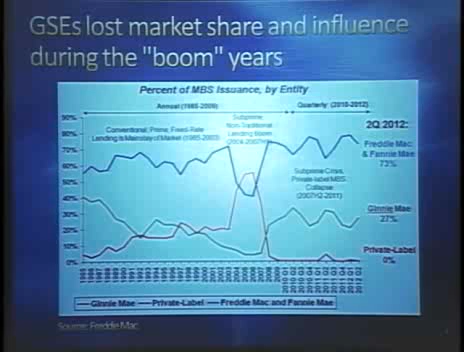 GSEs lost market share and influence
during the "boom" years
Percent of MBS Issuance, by Entity
Annual (1985-2009)
Quarterly: (2010-2012)
90%
80%
70%
60%
50%
40%
30%
20%
10%
0%
Conventional, Prime, Fixed-Rate
Lending Is Mainstay of Market (1985-2003)
Subprime
Non-Traditional
Lending Boom
Subprime Crisis,
Private-label MBS
Collapse
(2007H2-2011)
2Q 2012:
Freddie Mac
& Fannie Mae
73%
Ginnie Mae
27%
Private-Label
0%
Ginnie Mae
Private-Label
Freddie Mac and Fannie Mae
Source: Freddie Mac